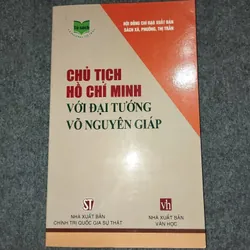 HỘI ĐỒNG CHỈ ĐẠO XUẤT BẢN
SÁCH XÃ, PHƯỜNG, THỊ TRẤN
CHỦ TỊCH
HỒ CHÍ MINH
VỚI ĐẠI TƯỚNG
VÕ NGUYÊN GIÁP
ST
vh
NHÀ XUẤT BẢN
CHÍNH TRỊ QUỐC GIA SỰ THẬT
NHÀ XUẤT BẢN
VĂN HỌC